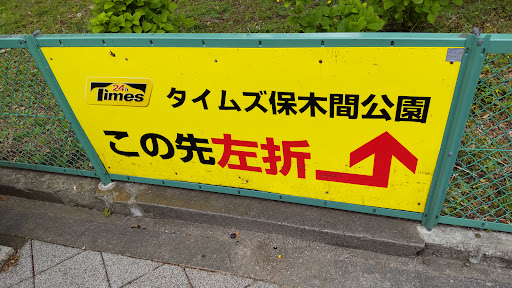 24h
Times
タイムズ保木間公園
この先左折